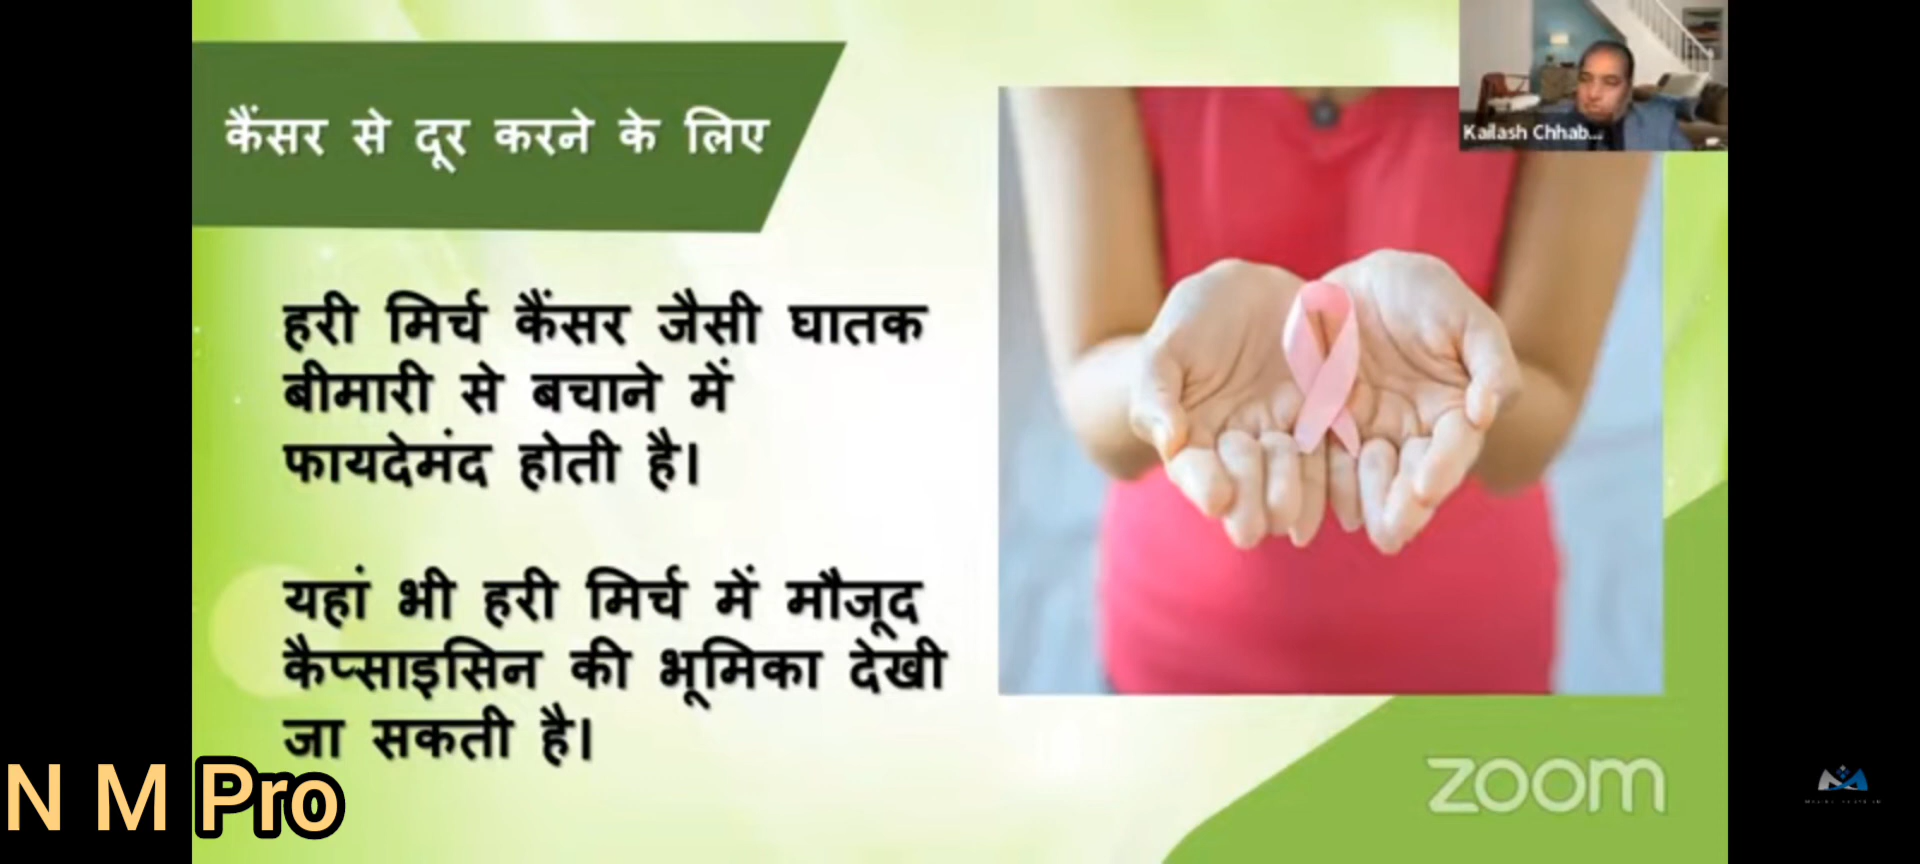 कैंसर से दूर करने के लिए
Kailash Chhab...
हरी मिर्च कैंसर जैसी घातक
बीमारी से बचाने में
फायदेमंद होती है।
यहां भी हरी मिर्च में मौजूद
कैप्साइसिन की भूमिका देखी
जा सकती है।
N M Pro
zoom